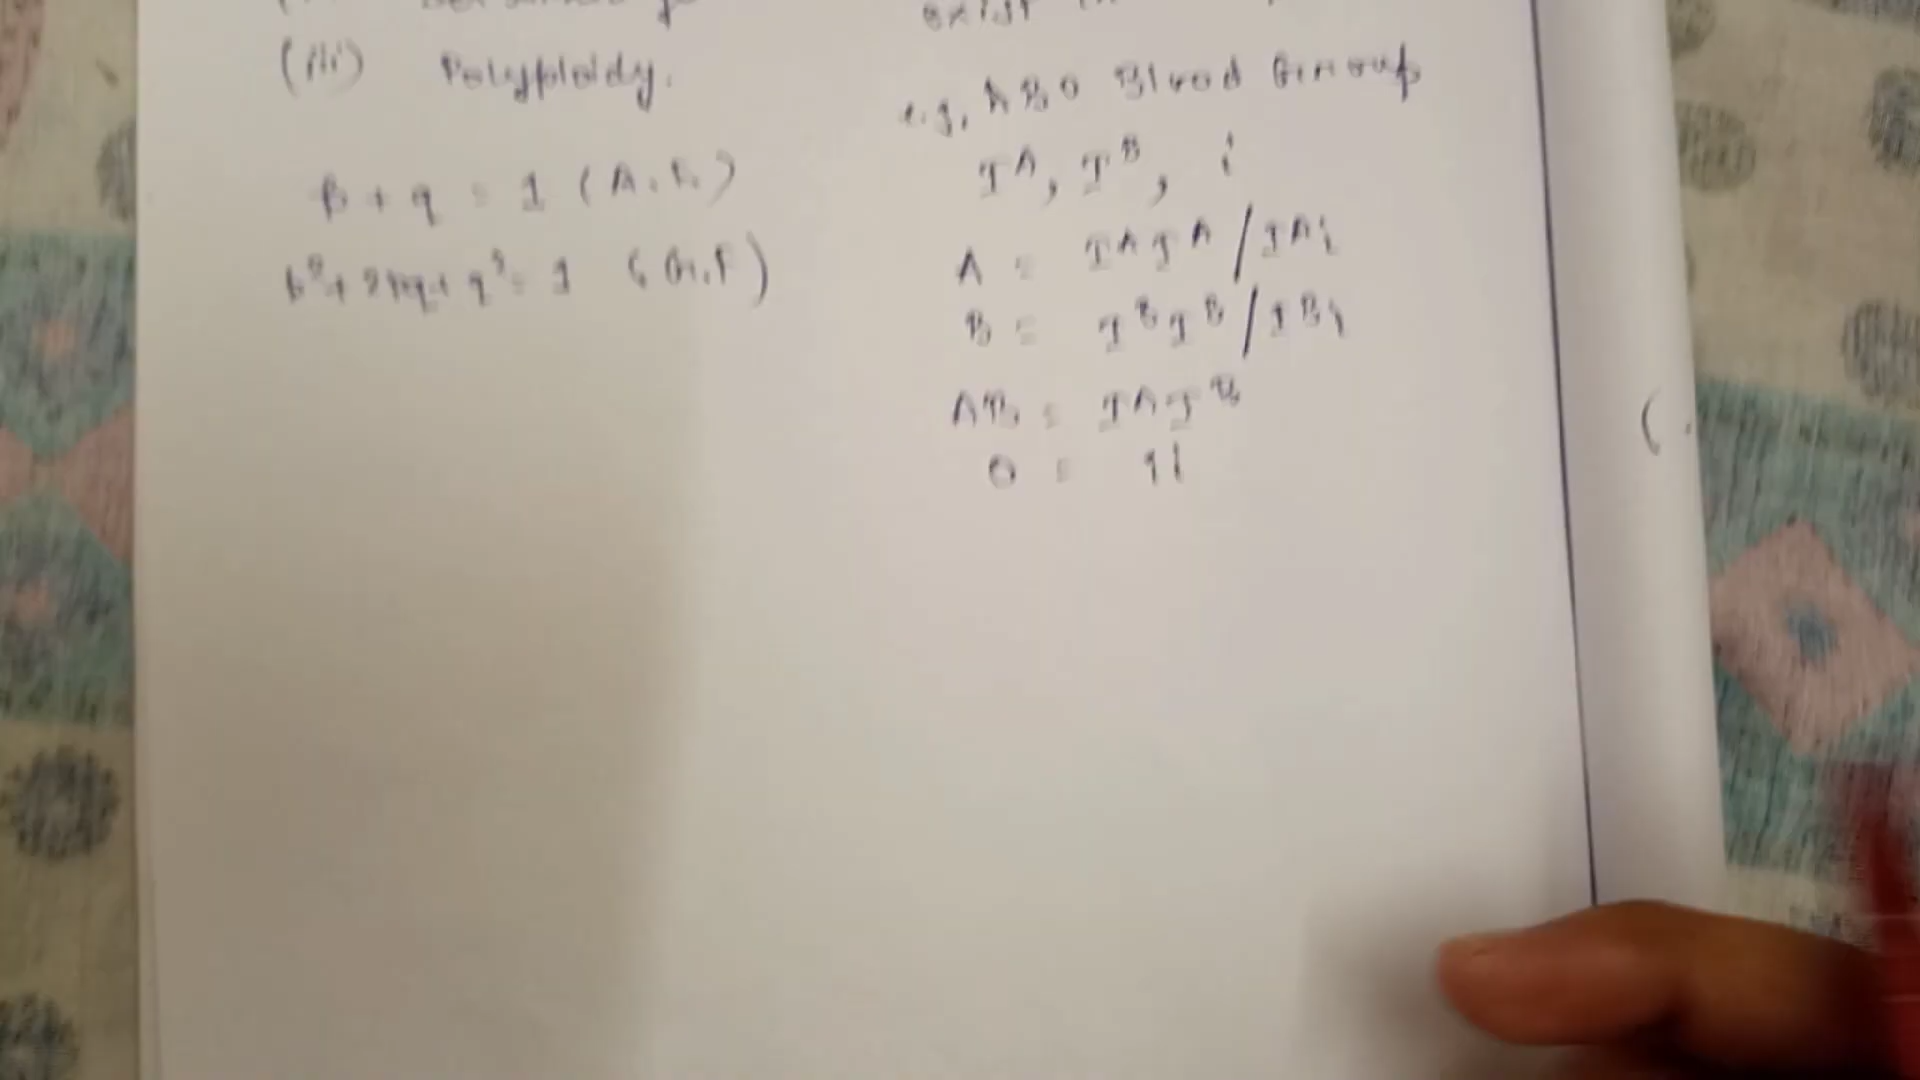 (iii) Polyploidy.
p + q = 1 (A.F.)
p²+ 2pq+ q² = 1 (G.F)
exist
e.g, ABO Blood Group
Iᴬ, Iᴮ, i
A = IᴬIᴬ/Iᴬi
B = IᴮIᴮ/Iᴮi
AB = IᴬIᴮ
O = ii